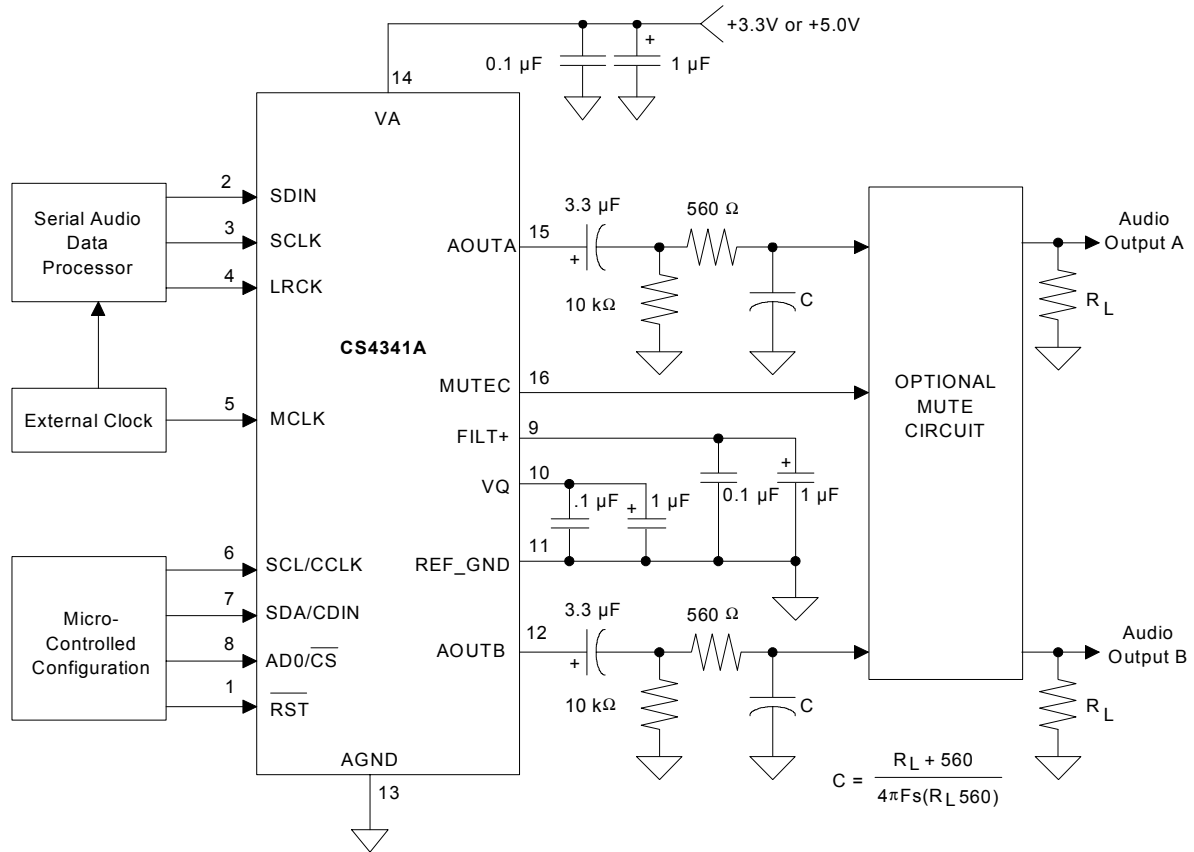 +3.3V or +5.0V
0.1 µF
+
1 µF
14
VA
Serial Audio
Data
Processor
2
SDIN
3
SCLK
4
LRCK
External Clock
5
MCLK
CS4341A
AOUTA
15
3.3 µF
+
560 Ω
10 kΩ
C
Audio
Output A
R L
MUTEC
16
OPTIONAL
MUTE
CIRCUIT
FILT+
9
0.1 µF
+
1 µF
VQ
10
.1 µF
+
1 µF
REF_GND
11
Micro-
Controlled
Configuration
6
SCL/CCLK
7
SDA/CDIN
8
AD0/CS
1
RST
AOUTB
12
3.3 µF
+
560 Ω
10 kΩ
C
Audio
Output B
R L
AGND
13
C = R L + 560
4πFs(R L 560)